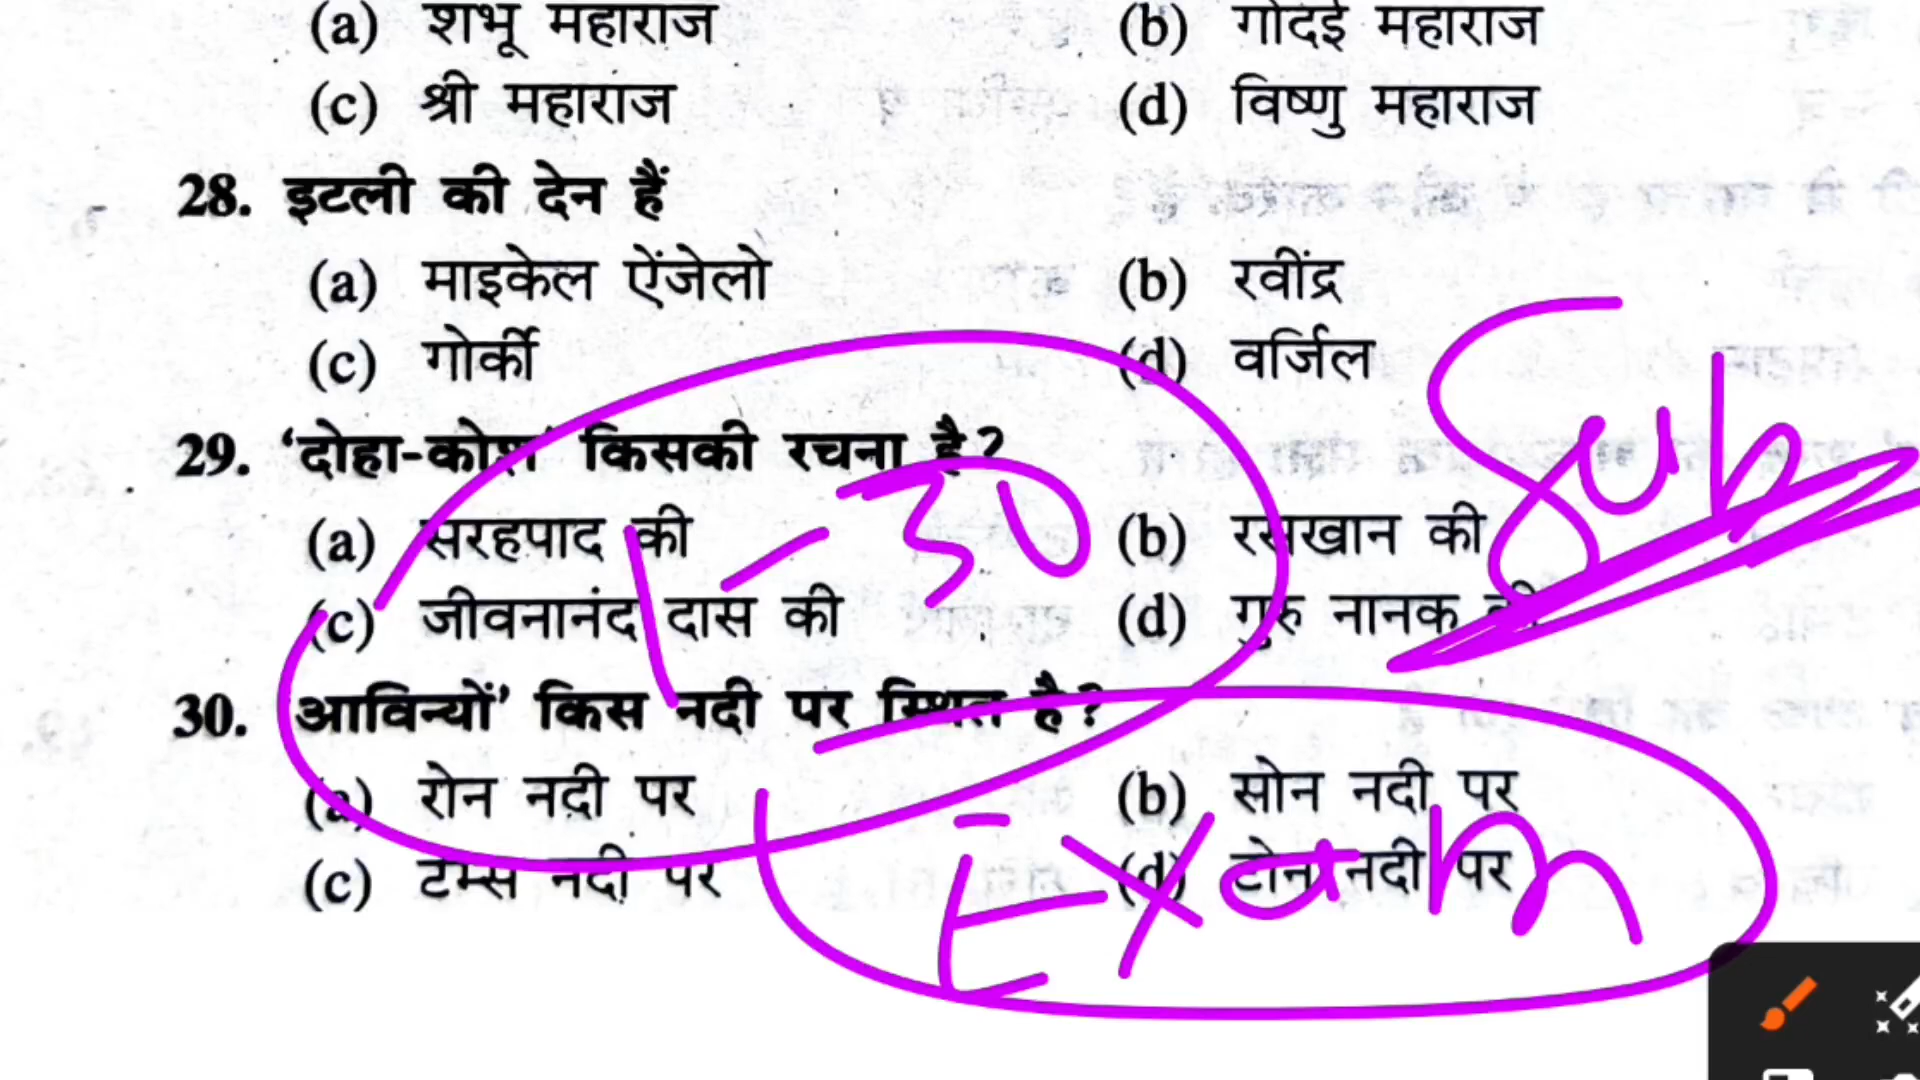 (a) शंभू महाराज (b) गोदई महाराज
(c) श्री महाराज (d) विष्णु महाराज
28. इटली की देन हैं
(a) माइकेल ऐंजेलो (b) रवींद्र
(c) गोर्की (d) वर्जिल
Sub
29. 'दोहा-कोश' किसकी रचना है?
1-30
(a) सरहपाद की (b) रसखान की
(c) जीवनानंद दास की (d) गुरु नानक की
30. आविन्यों' किस नदी पर स्थित है?
(a) रोन नदी पर (b) सोन नदी पर
Exam
(c) टेम्स नदी पर (d) टोन नदी पर